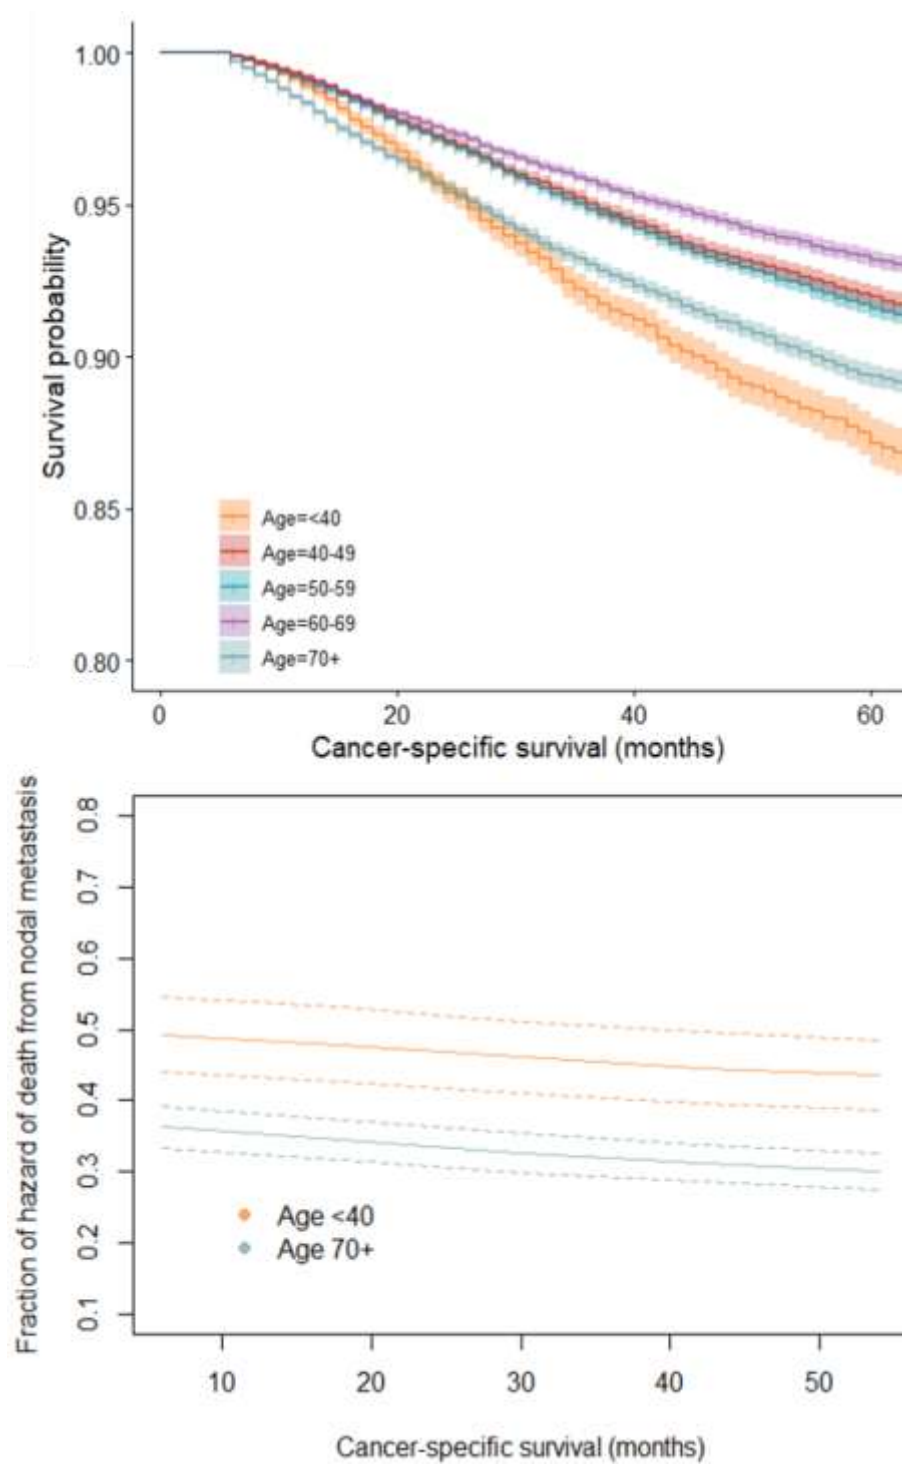 1.00
0.95
0.90
0.85
0.80
Survival probability
Age=<40
Age=40-49
Age=50-59
Age=60-69
Age=70+
0 20 40 60
Cancer-specific survival (months)
Fraction of hazard of death from nodal metastasis
0.8
0.7
0.6
0.5
0.4
0.3
0.2
0.1
Age <40
Age 70+
10 20 30 40 50
Cancer-specific survival (months)